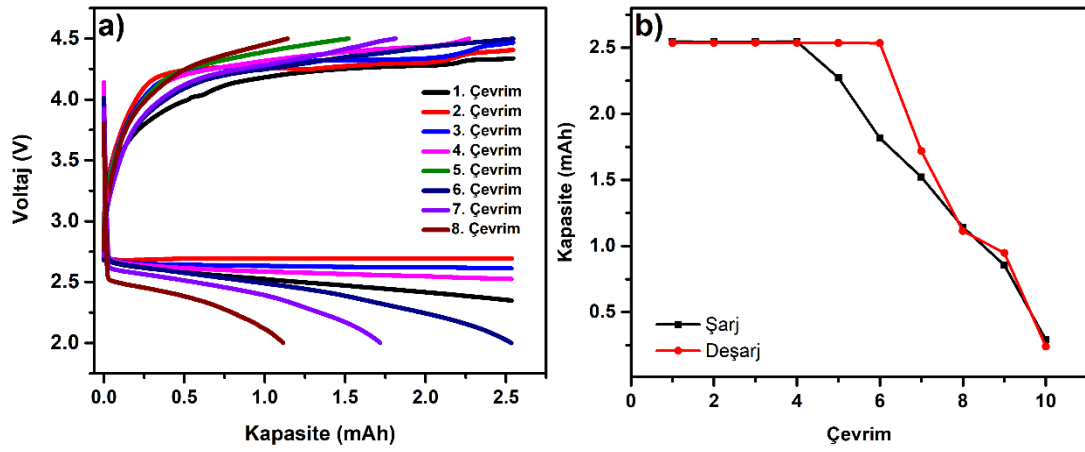 a)
Voltaj (V)
4.5
4.0
3.5
3.0
2.5
2.0
0.0 0.5 1.0 1.5 2.0 2.5
Kapasite (mAh)
1. Çevrim
2. Çevrim
3. Çevrim
4. Çevrim
5. Çevrim
6. Çevrim
7. Çevrim
8. Çevrim
b)
Kapasite (mAh)
2.5
2.0
1.5
1.0
0.5
0 2 4 6 8 10
Çevrim
Şarj
Deşarj